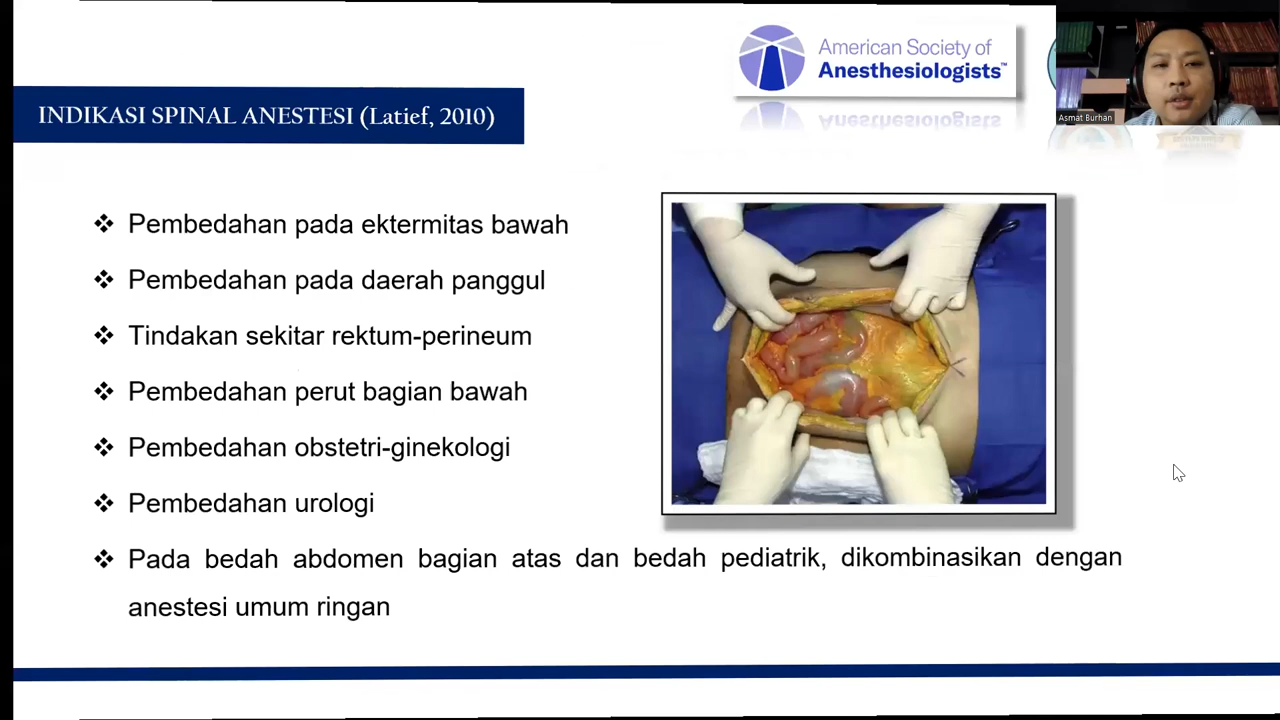 American Society of
Anesthesiologists™
Asmat Burhan
INDIKASI SPINAL ANESTESI (Latief, 2010)
❖ Pembedahan pada ektermitas bawah
❖ Pembedahan pada daerah panggul
❖ Tindakan sekitar rektum-perineum
❖ Pembedahan perut bagian bawah
❖ Pembedahan obstetri-ginekologi
❖ Pembedahan urologi
❖ Pada bedah abdomen bagian atas dan bedah pediatrik, dikombinasikan dengan
anestesi umum ringan